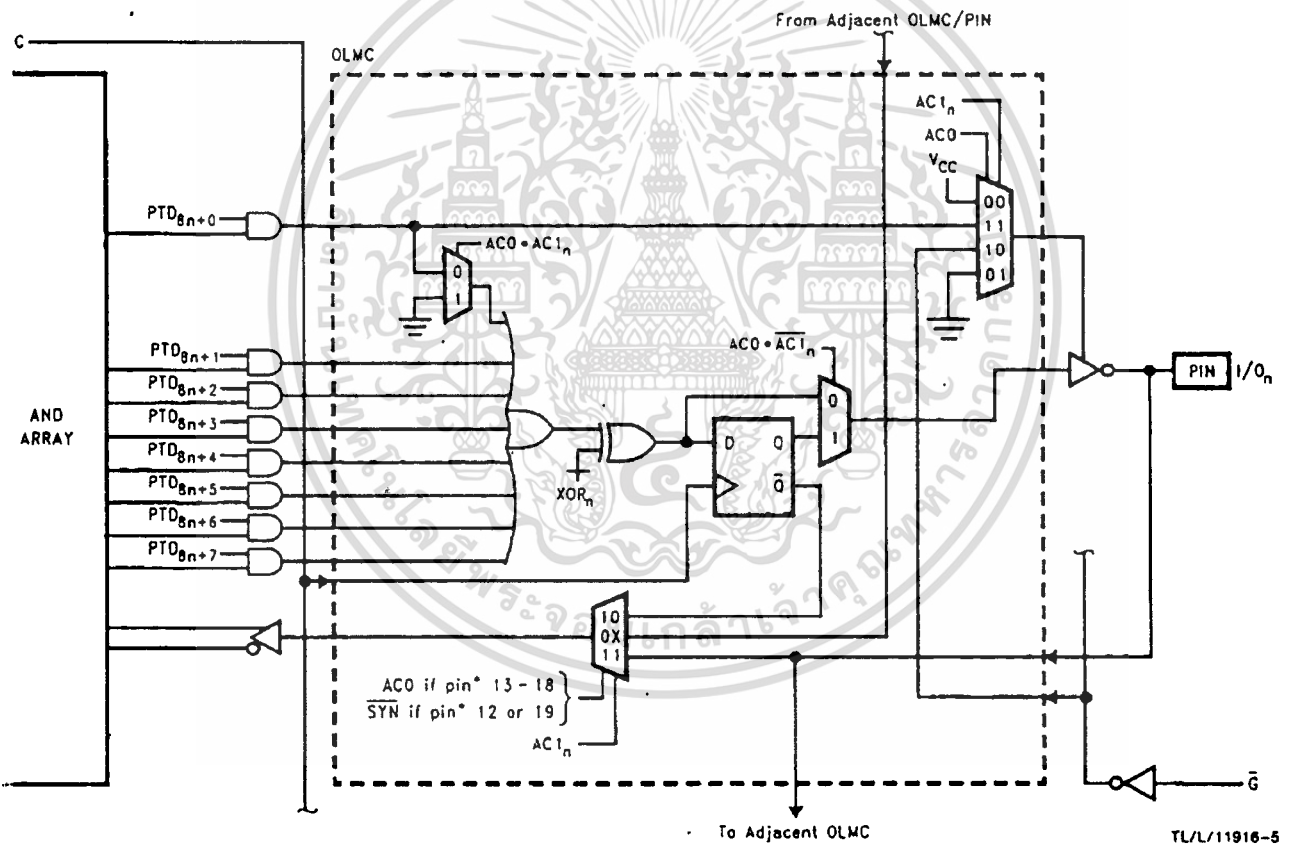 From Adjacent OLMC/PIN
C
OLMC
AC1n
AC0
VCC
00
11
10
01
PTD8n+0
AC0 • AC1n
0
1
PTD8n+1
PTD8n+2
PTD8n+3
PTD8n+4
PTD8n+5
PTD8n+6
PTD8n+7
AND
ARRAY
XORn
AC0 • A̅C̅1̅n
0
1
D Q
Q̅
PIN I/On
10
0X
11
AC0 if pin* 13 - 18
S̅Y̅N̅ if pin* 12 or 19
AC1n
G̅
To Adjacent OLMC
TL/L/11916-5